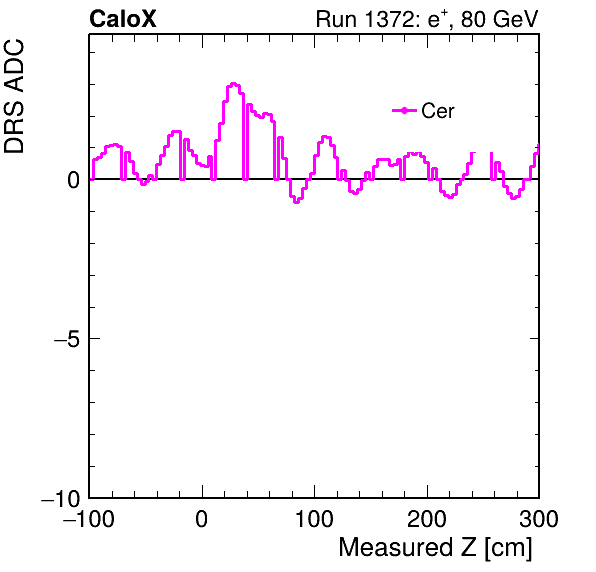 CaloX Run 1372: e⁺, 80 GeV
DRS ADC
Cer
0
−5
−10
−100 0 100 200 300
Measured Z [cm]